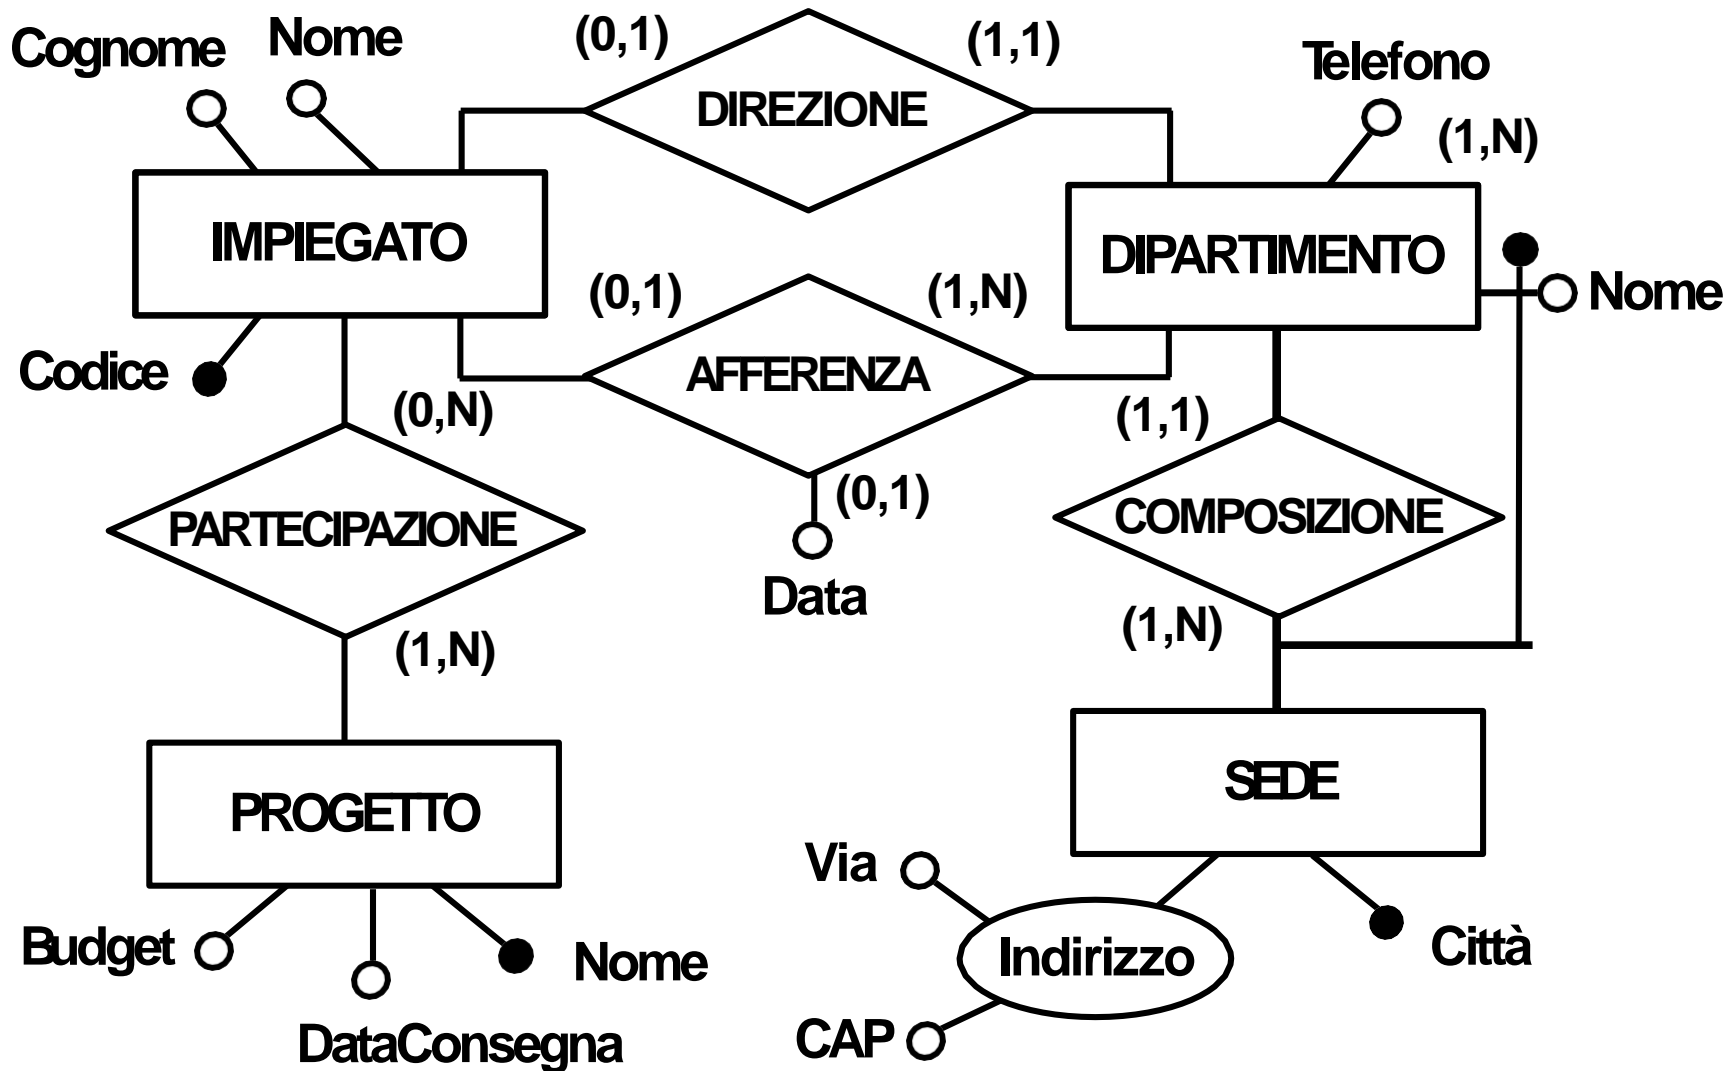 Cognome
Nome
(0,1)
(1,1)
DIREZIONE
Telefono
(1,N)
IMPIEGATO
DIPARTIMENTO
Nome
(0,1)
(1,N)
AFFERENZA
Codice
(0,N)
(1,1)
(0,1)
Data
PARTECIPAZIONE
COMPOSIZIONE
(1,N)
(1,N)
PROGETTO
SEDE
Via
Indirizzo
Città
CAP
Budget
Nome
DataConsegna